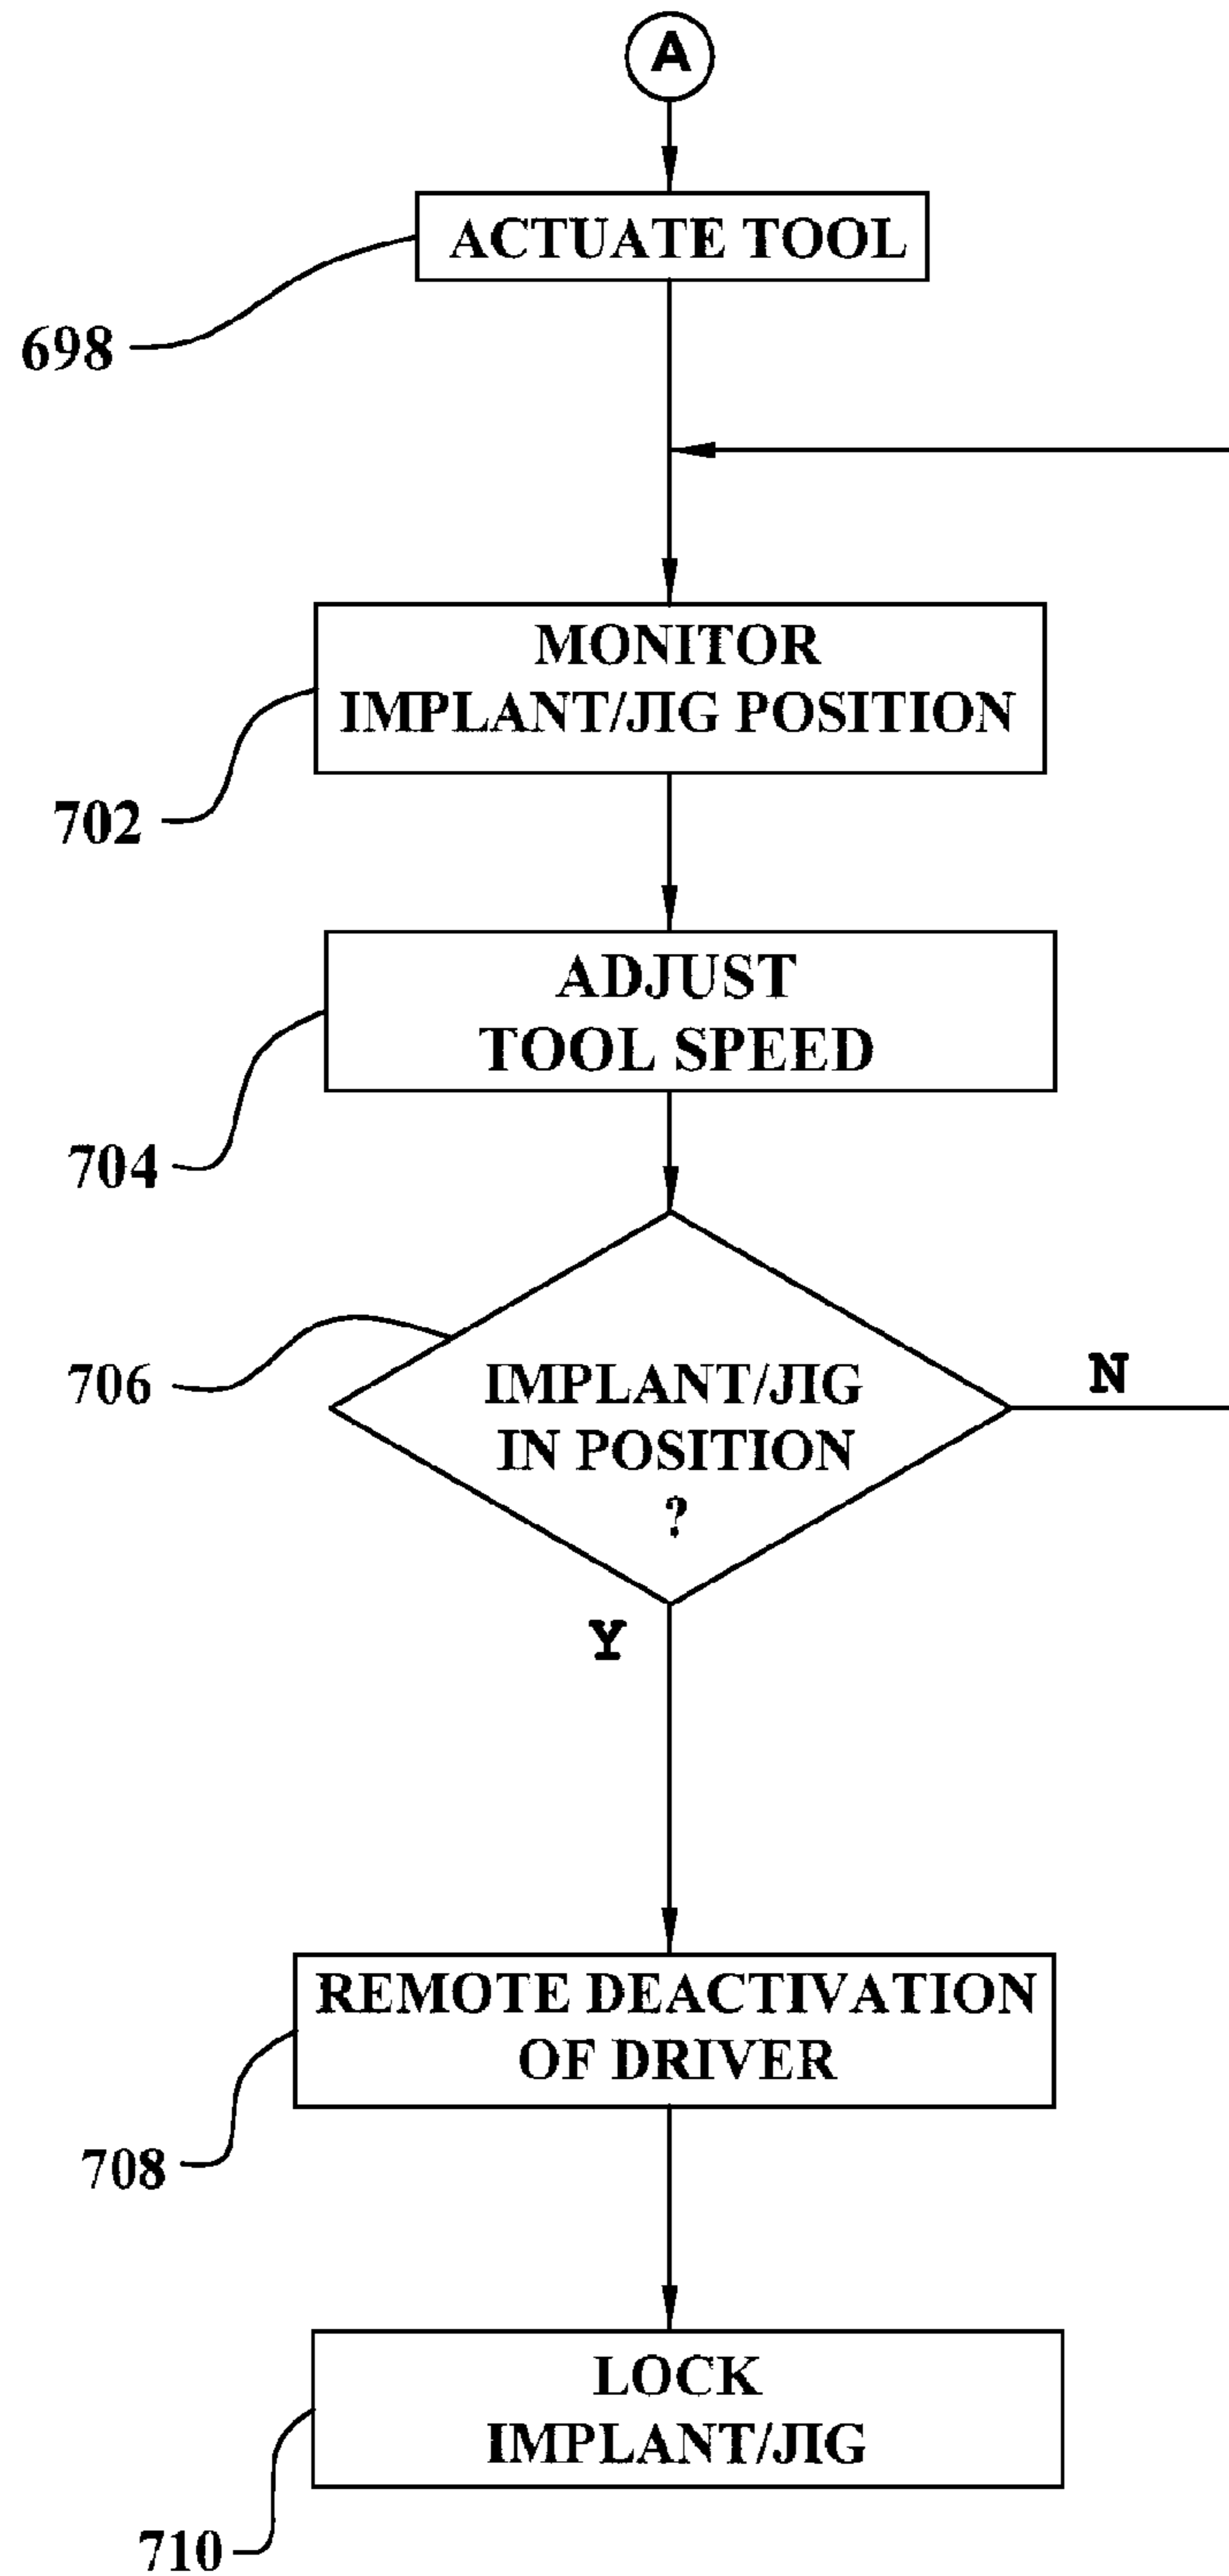 A
ACTUATE TOOL
698
MONITOR
IMPLANT/JIG POSITION
702
ADJUST
TOOL SPEED
704
706
IMPLANT/JIG
IN POSITION
?
N
Y
REMOTE DEACTIVATION
OF DRIVER
708
LOCK
IMPLANT/JIG
710